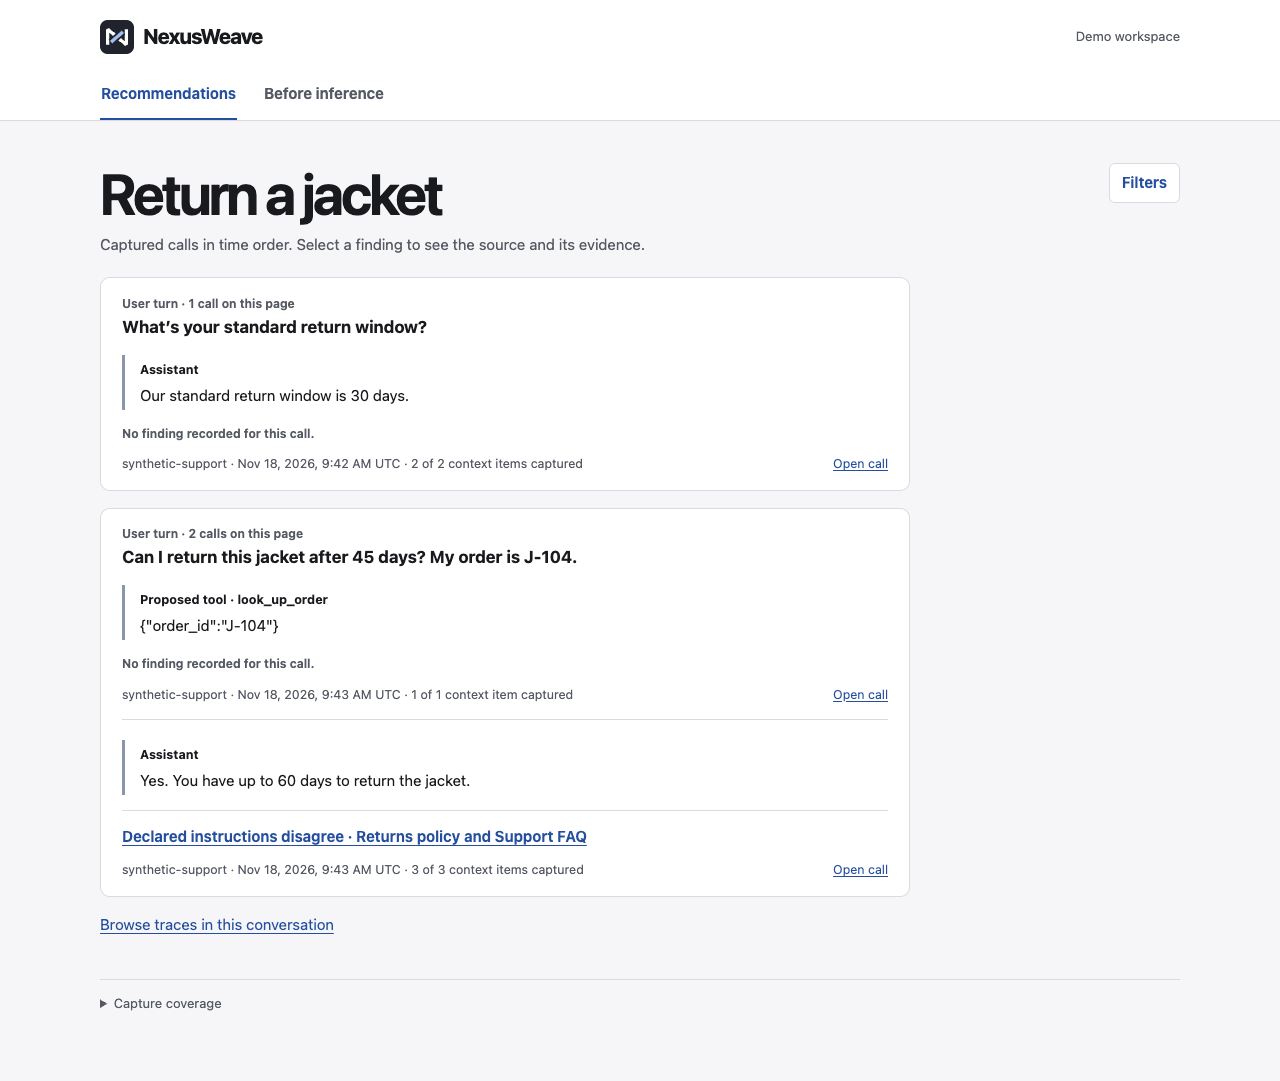 NexusWeave
Demo workspace
Recommendations
Before inference
Return a jacket
Filters
Captured calls in time order. Select a finding to see the source and its evidence.
User turn · 1 call on this page
What’s your standard return window?
Assistant
Our standard return window is 30 days.
No finding recorded for this call.
synthetic-support · Nov 18, 2026, 9:42 AM UTC · 2 of 2 context items captured
Open call
User turn · 2 calls on this page
Can I return this jacket after 45 days? My order is J-104.
Proposed tool · look_up_order
{"order_id":"J-104"}
No finding recorded for this call.
synthetic-support · Nov 18, 2026, 9:43 AM UTC · 1 of 1 context item captured
Open call
Assistant
Yes. You have up to 60 days to return the jacket.
Declared instructions disagree · Returns policy and Support FAQ
synthetic-support · Nov 18, 2026, 9:43 AM UTC · 3 of 3 context items captured
Open call
Browse traces in this conversation
Capture coverage